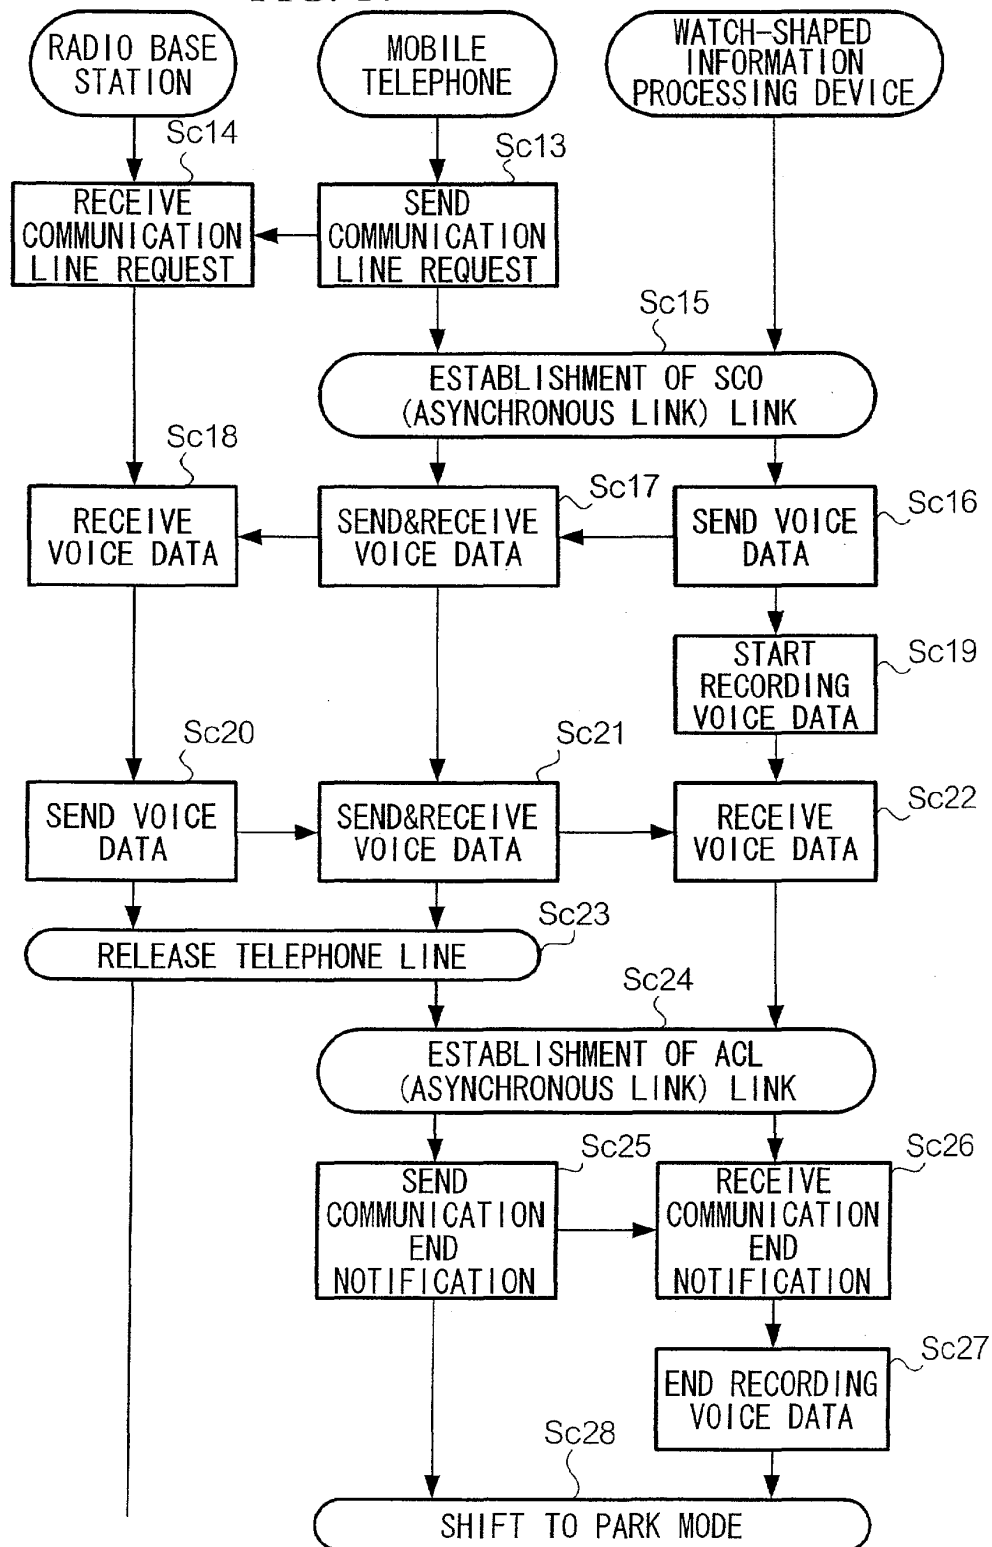 RADIO BASE
STATION
MOBILE
TELEPHONE
WATCH-SHAPED
INFORMATION
PROCESSING DEVICE
Sc14
Sc13
RECEIVE
COMMUNICATION
LINE REQUEST
SEND
COMMUNICATION
LINE REQUEST
Sc15
ESTABLISHMENT OF SCO
(ASYNCHRONOUS LINK) LINK
Sc18
Sc17
Sc16
RECEIVE
VOICE DATA
SEND&RECEIVE
VOICE DATA
SEND VOICE
DATA
Sc19
START
RECORDING
VOICE DATA
Sc20
Sc21
Sc22
SEND VOICE
DATA
SEND&RECEIVE
VOICE DATA
RECEIVE
VOICE DATA
Sc23
RELEASE TELEPHONE LINE
Sc24
ESTABLISHMENT OF ACL
(ASYNCHRONOUS LINK) LINK
Sc25
Sc26
SEND
COMMUNICATION
END
NOTIFICATION
RECEIVE
COMMUNICATION
END
NOTIFICATION
Sc27
END RECORDING
VOICE DATA
Sc28
SHIFT TO PARK MODE